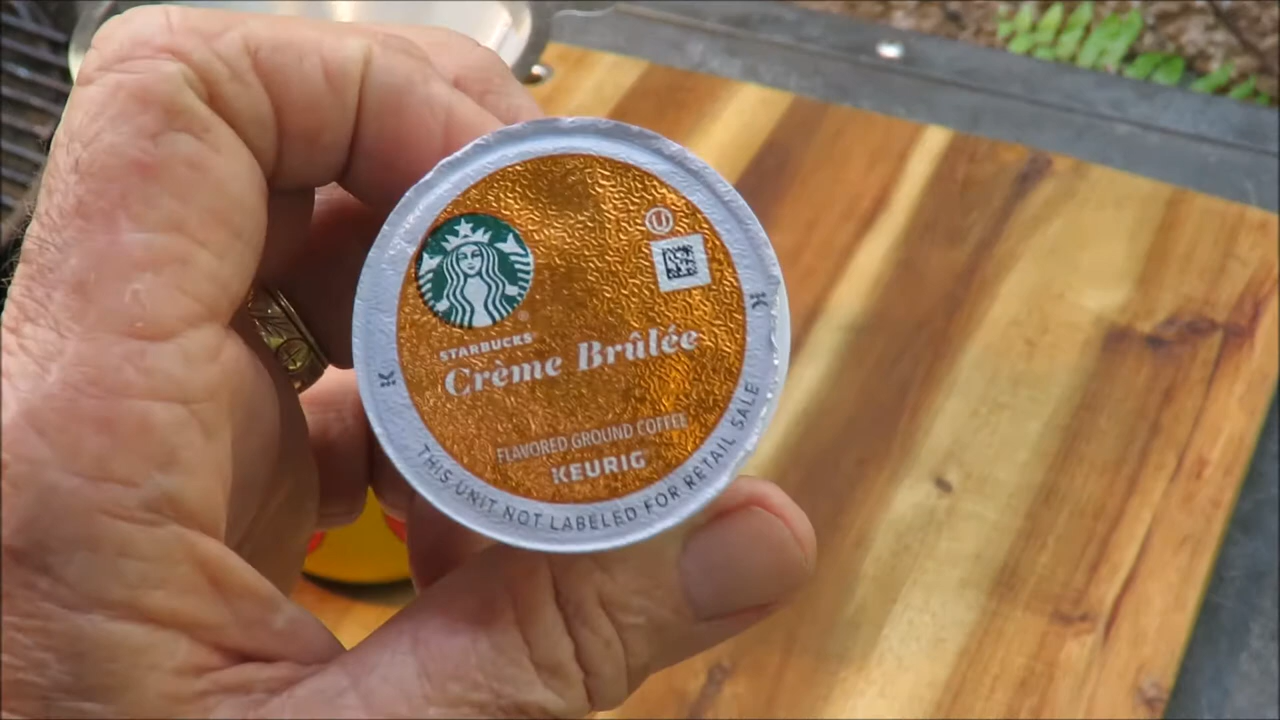 STARBUCKS®
Crème Brûlée
FLAVORED GROUND COFFEE
KEURIG
THIS UNIT NOT LABELED FOR RETAIL SALE
U
K
K